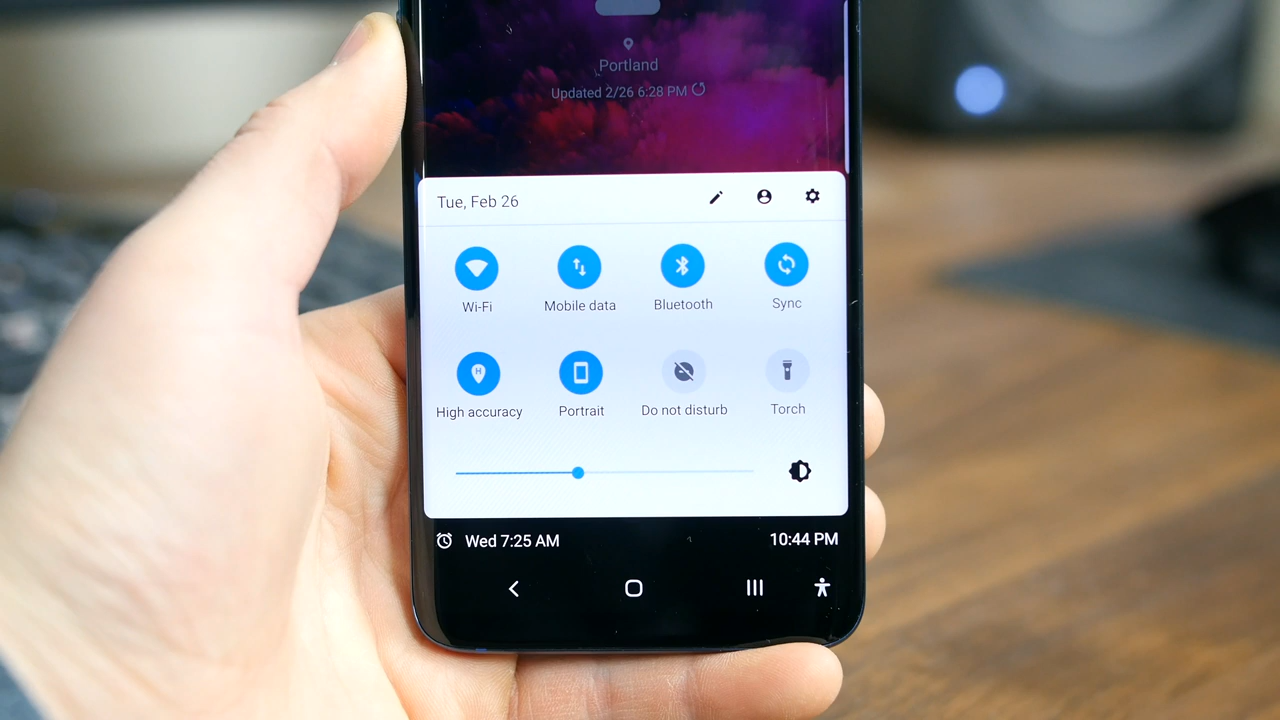 Portland
Updated 2/26 6:28 PM
Tue, Feb 26
Wi-Fi
Mobile data
Bluetooth
Sync
H
High accuracy
Portrait
Do not disturb
Torch
Wed 7:25 AM
10:44 PM